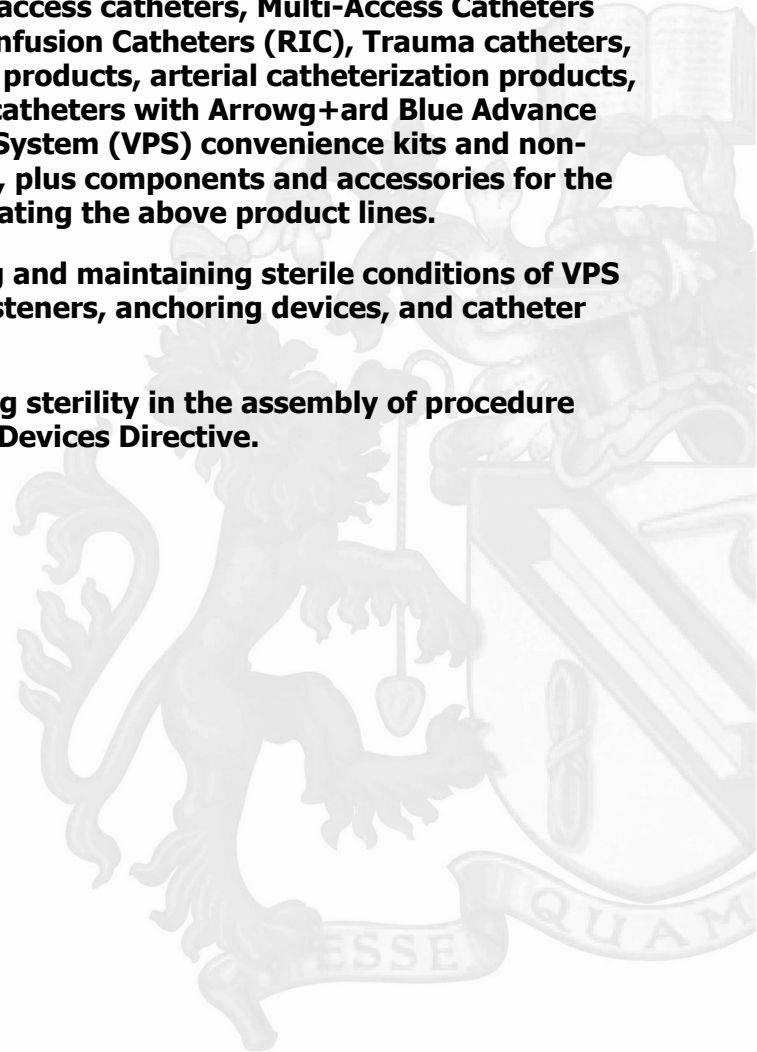 access catheters, Multi-Access Catheters
nfusion Catheters (RIC), Trauma catheters,
products, arterial catheterization products,
catheters with Arrowg+ard Blue Advance
System (VPS) convenience kits and non-
, plus components and accessories for the
ating the above product lines.
g and maintaining sterile conditions of VPS
steners, anchoring devices, and catheter
g sterility in the assembly of procedure
Devices Directive.
ESSE QUAM